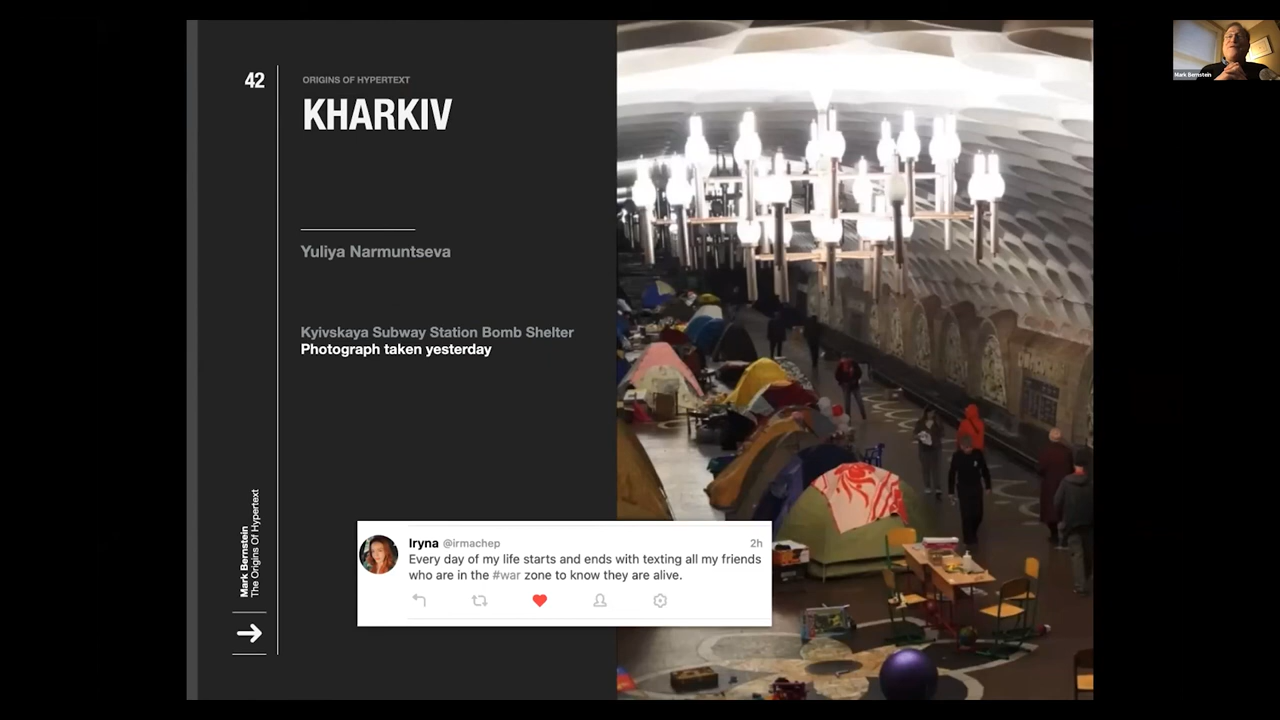 42
ORIGINS OF HYPERTEXT
KHARKIV
Yuliya Narmuntseva
Kyivskaya Subway Station Bomb Shelter
Photograph taken yesterday
Iryna @irmachep 2h
Every day of my life starts and ends with texting all my friends
who are in the #war zone to know they are alive.
Mark Bernstein
The Origins Of Hypertext
Mark Bernstein